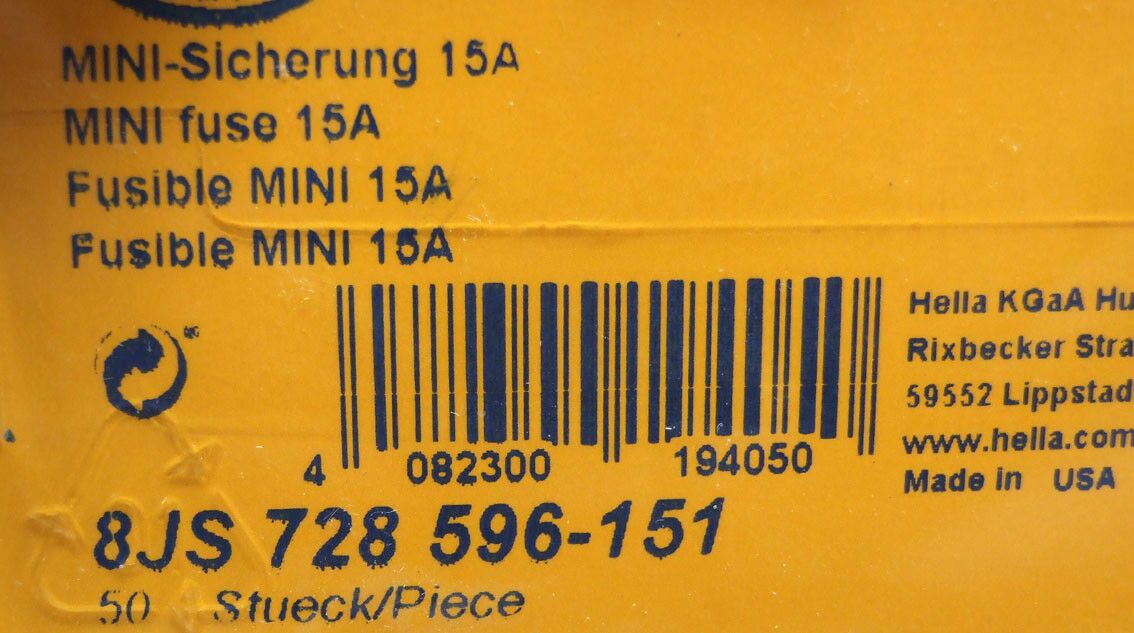 MINI-Sicherung 15A
MINI fuse 15A
Fusible MINI 15A
Fusible MINI 15A
4 082300 194050
Hella KGaA Hu
Rixbecker Stra
59552 Lippstad
www.hella.com
Made in USA
8JS 728 596-151
50 Stueck/Piece